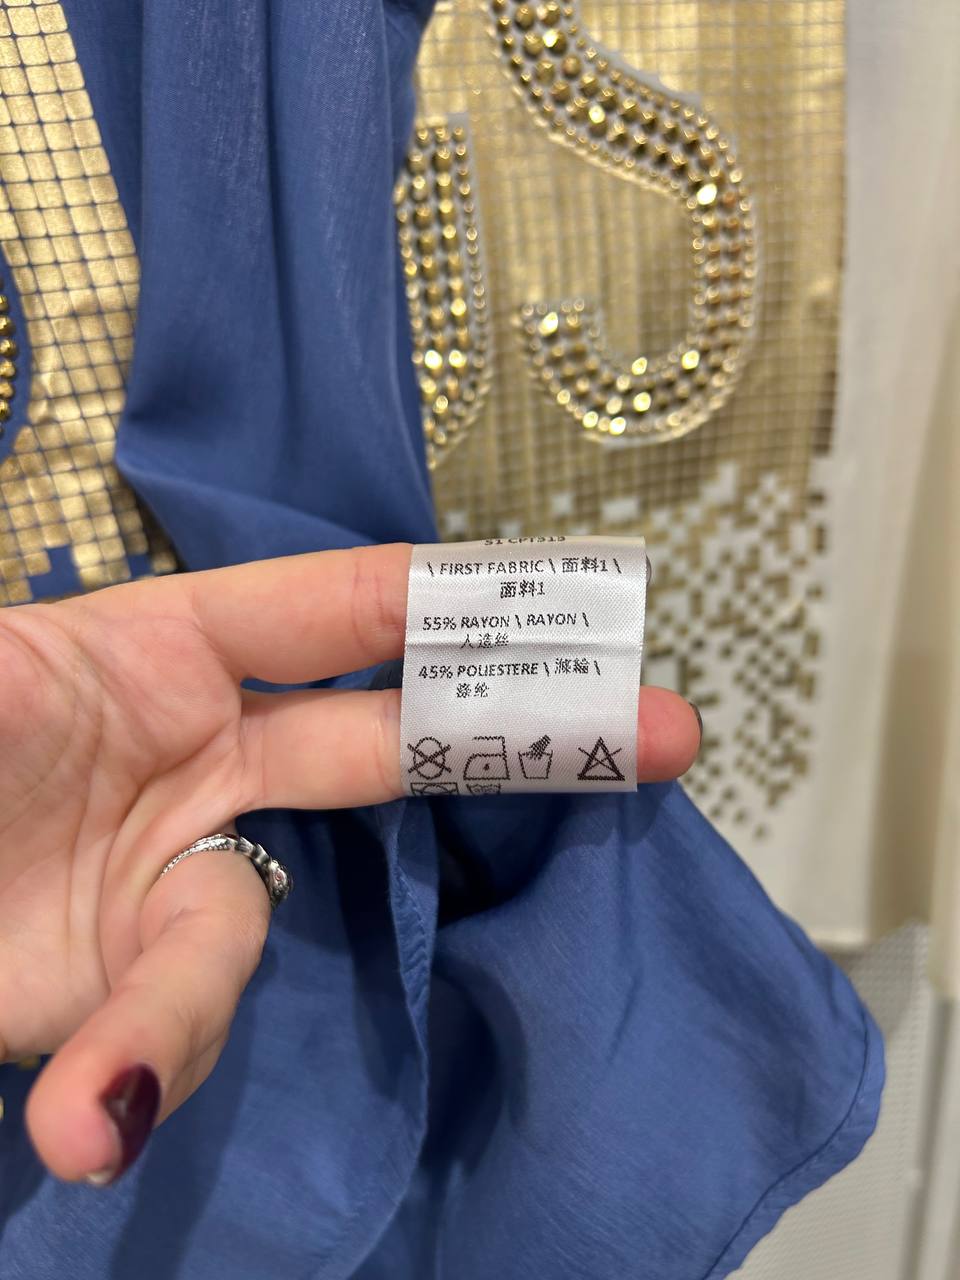 \ FIRST FABRIC \ 面料1 \
面料1
55% RAYON \ RAYON \
人造丝
45% POLIESTERE \ 滌綸 \
涤纶
S